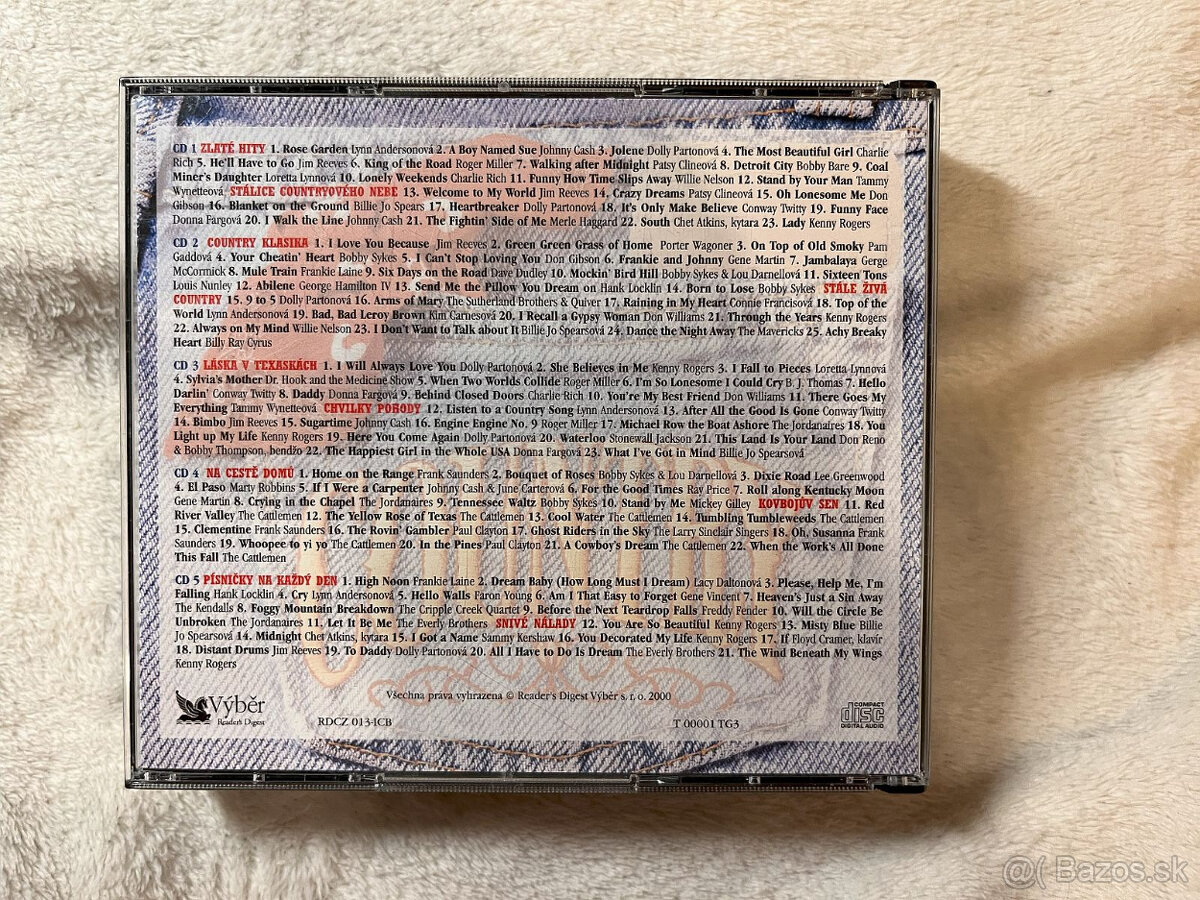 CD 1 ZLATÉ HITY 1. Rose Garden Lynn Andersonová 2. A Boy Named Sue Johnny Cash 3. Jolene Dolly Partonová 4. The Most Beautiful Girl Charlie
Rich 5. He'll Have to Go Jim Reeves 6. King of the Road Roger Miller 7. Walking after Midnight Patsy Clineová 8. Detroit City Bobby Bare 9. Coal
Miner's Daughter Loretta Lynnová 10. Lonely Weekends Charlie Rich 11. Funny How Time Slips Away Willie Nelson 12. Stand by Your Man Tammy
Wynetteová STÁLICE COUNTRYOVÉHO NEBE 13. Welcome to My World Jim Reeves 14. Crazy Dreams Patsy Clineová 15. Oh Lonesome Me Don
Gibson 16. Blanket on the Ground Billie Jo Spears 17. Heartbreaker Dolly Partonová 18. It's Only Make Believe Conway Twitty 19. Funny Face
Donna Fargová 20. I Walk the Line Johnny Cash 21. The Fightin' Side of Me Merle Haggard 22. South Chet Atkins, kytara 23. Lady Kenny Rogers
CD 2 COUNTRY KLASIKA 1. I Love You Because Jim Reeves 2. Green Green Grass of Home Porter Wagoner 3. On Top of Old Smoky Pam
Gaddová 4. Your Cheatin' Heart Bobby Sykes 5. I Can't Stop Loving You Don Gibson 6. Frankie and Johnny Gene Martin 7. Jambalaya Gerge
McCormick 8. Mule Train Frankie Laine 9. Six Days on the Road Dave Dudley 10. Mockin' Bird Hill Bobby Sykes & Lou Darnellová 11. Sixteen Tons
Louis Nunley 12. Abilene George Hamilton IV 13. Send Me the Pillow You Dream on Hank Locklin 14. Born to Lose Bobby Sykes STÁLE ŽIVÁ
COUNTRY 15. 9 to 5 Dolly Partonová 16. Arms of Mary The Sutherland Brothers & Quiver 17. Raining in My Heart Connie Francisová 18. Top of the
World Lynn Andersonová 19. Bad, Bad Leroy Brown Kim Carnesová 20. I Recall a Gypsy Woman Don Williams 21. Through the Years Kenny Rogers
22. Always on My Mind Willie Nelson 23. I Don't Want to Talk about It Billie Jo Spearsová 24. Dance the Night Away The Mavericks 25. Achy Breaky
Heart Billy Ray Cyrus
CD 3 LÁSKA V TEXASKÁCH 1. I Will Always Love You Dolly Partonová 2. She Believes in Me Kenny Rogers 3. I Fall to Pieces Loretta Lynnová
4. Sylvia's Mother Dr. Hook and the Medicine Show 5. When Two Worlds Collide Roger Miller 6. I'm So Lonesome I Could Cry B. J. Thomas 7. Hello
Darlin' Conway Twitty 8. Daddy Donna Fargová 9. Behind Closed Doors Charlie Rich 10. You're My Best Friend Don Williams 11. There Goes My
Everything Tammy Wynetteová CHVILKY POHODY 12. Listen to a Country Song Lynn Andersonová 13. After All the Good Is Gone Conway Twitty
14. Bimbo Jim Reeves 15. Sugartime Johnny Cash 16. Engine Engine No. 9 Roger Miller 17. Michael Row the Boat Ashore The Jordanaires 18. You
Light up My Life Kenny Rogers 19. Here You Come Again Dolly Partonová 20. Waterloo Stonewall Jackson 21. This Land Is Your Land Don Reno
& Bobby Thompson, bendžo 22. The Happiest Girl in the Whole USA Donna Fargová 23. What I've Got in Mind Billie Jo Spearsová
CD 4 NA CESTĚ DOMŮ 1. Home on the Range Frank Saunders 2. Bouquet of Roses Bobby Sykes & Lou Darnellová 3. Dixie Road Lee Greenwood
4. El Paso Marty Robbins 5. If I Were a Carpenter Johnny Cash & June Carterová 6. For the Good Times Ray Price 7. Roll along Kentucky Moon
Gene Martin 8. Crying in the Chapel The Jordanaires 9. Tennessee Waltz Bobby Sykes 10. Stand by Me Mickey Gilley KOVBOJŮV SEN 11. Red
River Valley The Cattlemen 12. The Yellow Rose of Texas The Cattlemen 13. Cool Water The Cattlemen 14. Tumbling Tumbleweeds The Cattlemen
15. Clementine Frank Saunders 16. The Rovin' Gambler Paul Clayton 17. Ghost Riders in the Sky The Larry Sinclair Singers 18. Oh, Susanna Frank
Saunders 19. Whoopee to yi yo The Cattlemen 20. In the Pines Paul Clayton 21. A Cowboy's Dream The Cattlemen 22. When the Work's All Done
This Fall The Cattlemen
CD 5 PÍSNIČKY NA KAŽDÝ DEN 1. High Noon Frankie Laine 2. Dream Baby (How Long Must I Dream) Lacy Daltonová 3. Please, Help Me, I'm
Falling Hank Locklin 4. Cry Lynn Andersonová 5. Hello Walls Faron Young 6. Am I That Easy to Forget Gene Vincent 7. Heaven's Just a Sin Away
The Kendalls 8. Foggy Mountain Breakdown The Cripple Creek Quartet 9. Before the Next Teardrop Falls Freddy Fender 10. Will the Circle Be
Unbroken The Jordanaires 11. Let It Be Me The Everly Brothers SNIVÉ NÁLADY 12. You Are So Beautiful Kenny Rogers 13. Misty Blue Billie
Jo Spearsová 14. Midnight Chet Atkins, kytara 15. I Got a Name Sammy Kershaw 16. You Decorated My Life Kenny Rogers 17. If Floyd Cramer, klavír
18. Distant Drums Jim Reeves 19. To Daddy Dolly Partonová 20. All I Have to Do Is Dream The Everly Brothers 21. The Wind Beneath My Wings
Kenny Rogers
Všechna práva vyhrazena © Reader's Digest Výběr s. r. o. 2000
Výběr
Reader's Digest
RDCZ 013-ICB
T 00001 TG3
COMPACT
disc
DIGITAL AUDIO
@( Bazos.sk